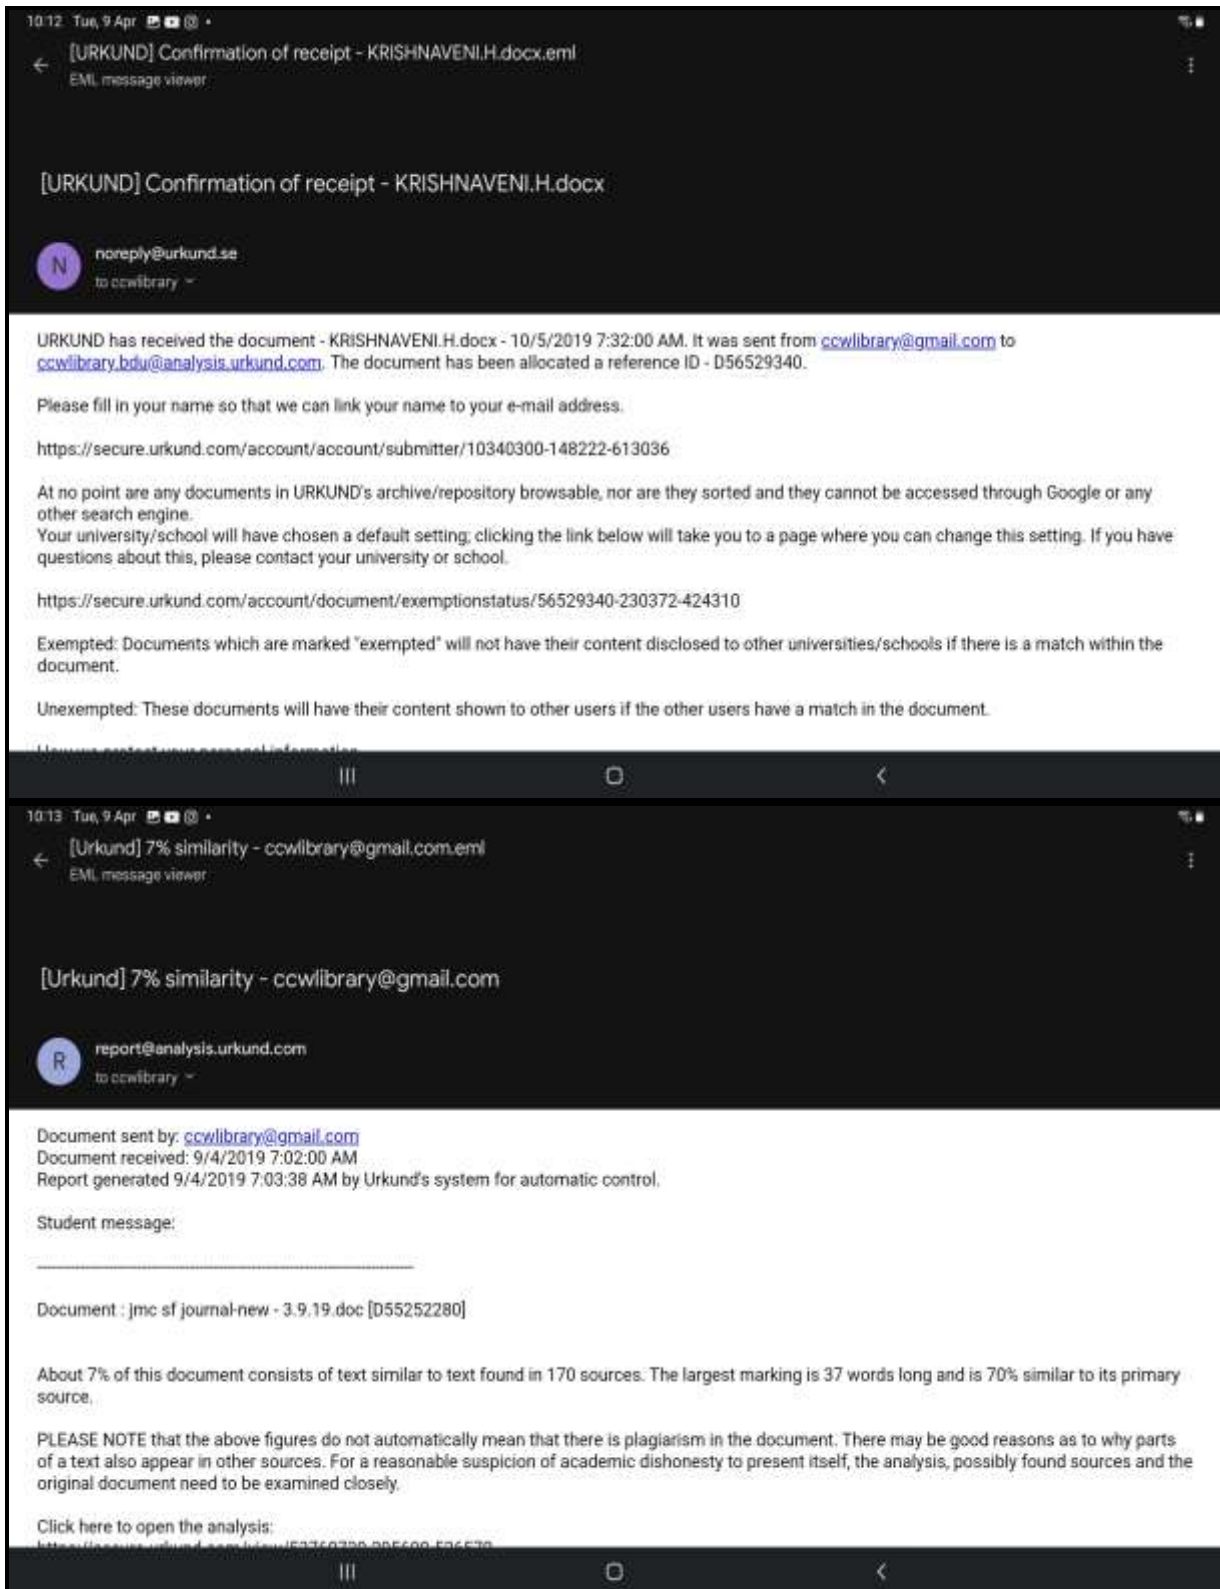 10:12 Tue, 9 Apr
[URKUND] Confirmation of receipt - KRISHNAVENI.H.docx.eml
EML message viewer
[URKUND] Confirmation of receipt - KRISHNAVENI.H.docx
N
noreply@urkund.se
to ccwlibrary
URKUND has received the document - KRISHNAVENI.H.docx - 10/5/2019 7:32:00 AM. It was sent from ccwlibrary@gmail.com to
ccwlibrary.bdu@analysis.urkund.com. The document has been allocated a reference ID - D56529340.
Please fill in your name so that we can link your name to your e-mail address.
https://secure.urkund.com/account/account/submitter/10340300-148222-613036
At no point are any documents in URKUND's archive/repository browsable, nor are they sorted and they cannot be accessed through Google or any
other search engine.
Your university/school will have chosen a default setting; clicking the link below will take you to a page where you can change this setting. If you have
questions about this, please contact your university or school.
https://secure.urkund.com/account/document/exemptionstatus/56529340-230372-424310
Exempted: Documents which are marked "exempted" will not have their content disclosed to other universities/schools if there is a match within the
document.
Unexempted: These documents will have their content shown to other users if the other users have a match in the document.
How we protect your personal information
10:13 Tue, 9 Apr
[Urkund] 7% similarity - ccwlibrary@gmail.com.eml
EML message viewer
[Urkund] 7% similarity - ccwlibrary@gmail.com
R
report@analysis.urkund.com
to ccwlibrary
Document sent by: ccwlibrary@gmail.com
Document received: 9/4/2019 7:02:00 AM
Report generated 9/4/2019 7:03:38 AM by Urkund's system for automatic control.
Student message:
Document : jmc sf journal-new - 3.9.19.doc [D55252280]
About 7% of this document consists of text similar to text found in 170 sources. The largest marking is 37 words long and is 70% similar to its primary
source.
PLEASE NOTE that the above figures do not automatically mean that there is plagiarism in the document. There may be good reasons as to why parts
of a text also appear in other sources. For a reasonable suspicion of academic dishonesty to present itself, the analysis, possibly found sources and the
original document need to be examined closely.
Click here to open the analysis: